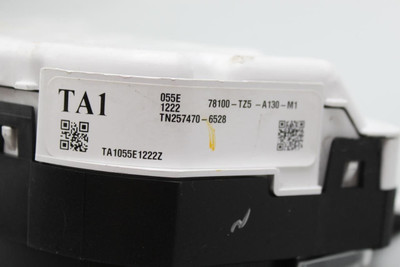 TA1
055E
1222 78100-TZ5 -A130-M1
TN257470-6528
TA1055E1222Z